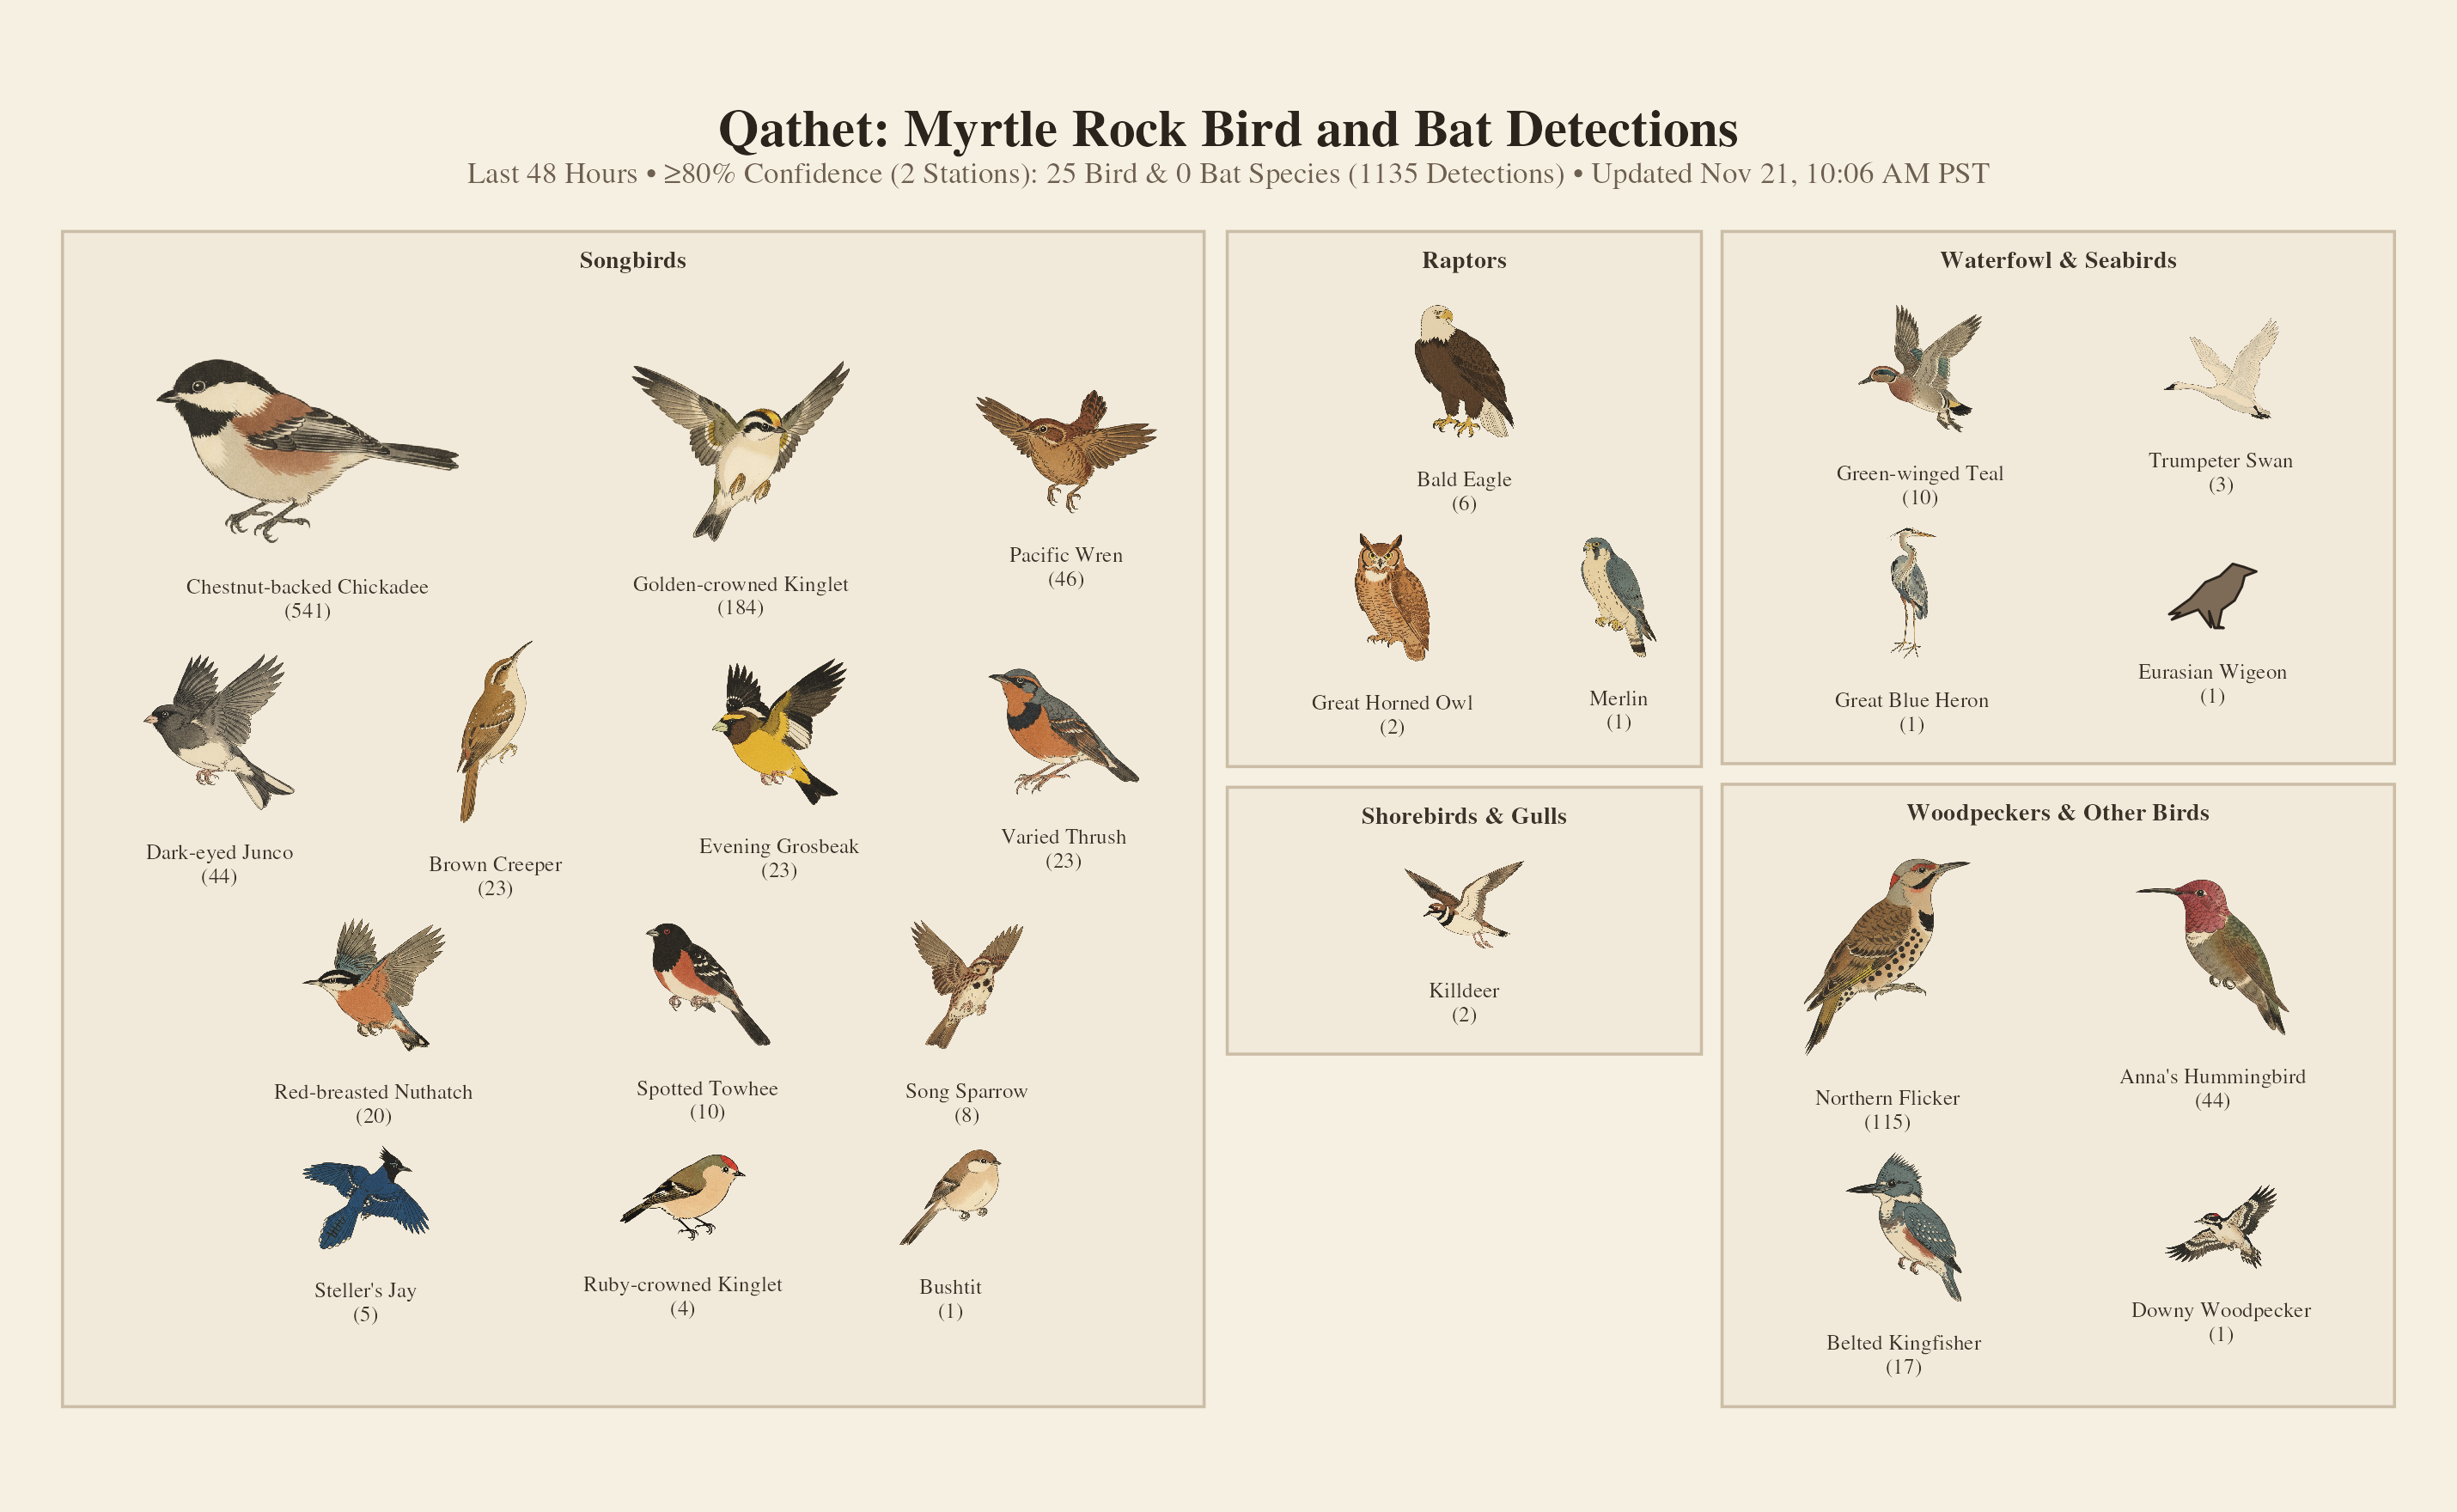 Qathet: Myrtle Rock Bird and Bat Detections
Last 48 Hours • ≥80% Confidence (2 Stations): 25 Bird & 0 Bat Species (1135 Detections) • Updated Nov 21, 10:06 AM PST
Songbirds
Chestnut-backed Chickadee
(541)
Golden-crowned Kinglet
(184)
Pacific Wren
(46)
Dark-eyed Junco
(44)
Brown Creeper
(23)
Evening Grosbeak
(23)
Varied Thrush
(23)
Red-breasted Nuthatch
(20)
Spotted Towhee
(10)
Song Sparrow
(8)
Steller's Jay
(5)
Ruby-crowned Kinglet
(4)
Bushtit
(1)
Raptors
Bald Eagle
(6)
Great Horned Owl
(2)
Merlin
(1)
Shorebirds & Gulls
Killdeer
(2)
Waterfowl & Seabirds
Green-winged Teal
(10)
Trumpeter Swan
(3)
Great Blue Heron
(1)
Eurasian Wigeon
(1)
Woodpeckers & Other Birds
Northern Flicker
(115)
Anna's Hummingbird
(44)
Belted Kingfisher
(17)
Downy Woodpecker
(1)